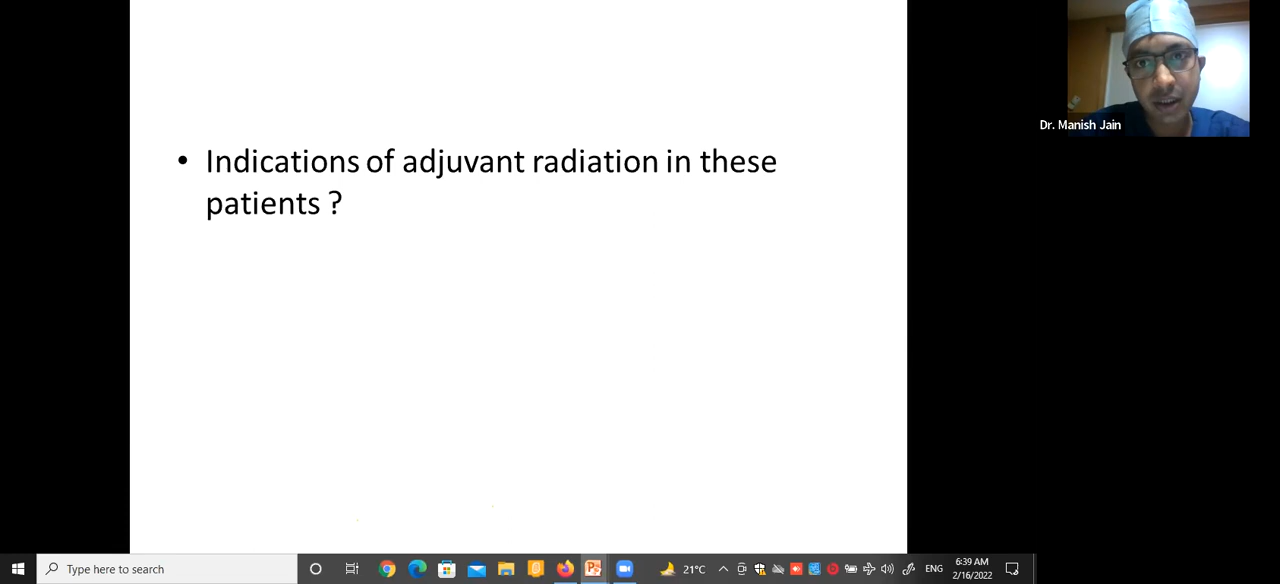 • Indications of adjuvant radiation in these
patients ?
Dr. Manish Jain
Type here to search
21°C
ENG
6:39 AM
2/16/2022